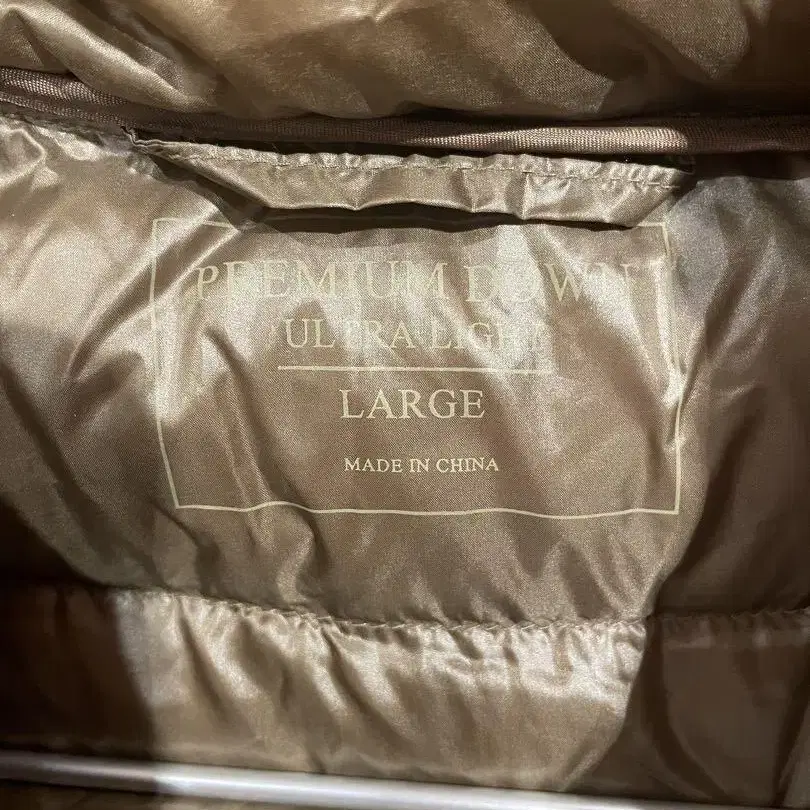 PREMIUM DOWN
ULTRA LIGHT
LARGE
MADE IN CHINA